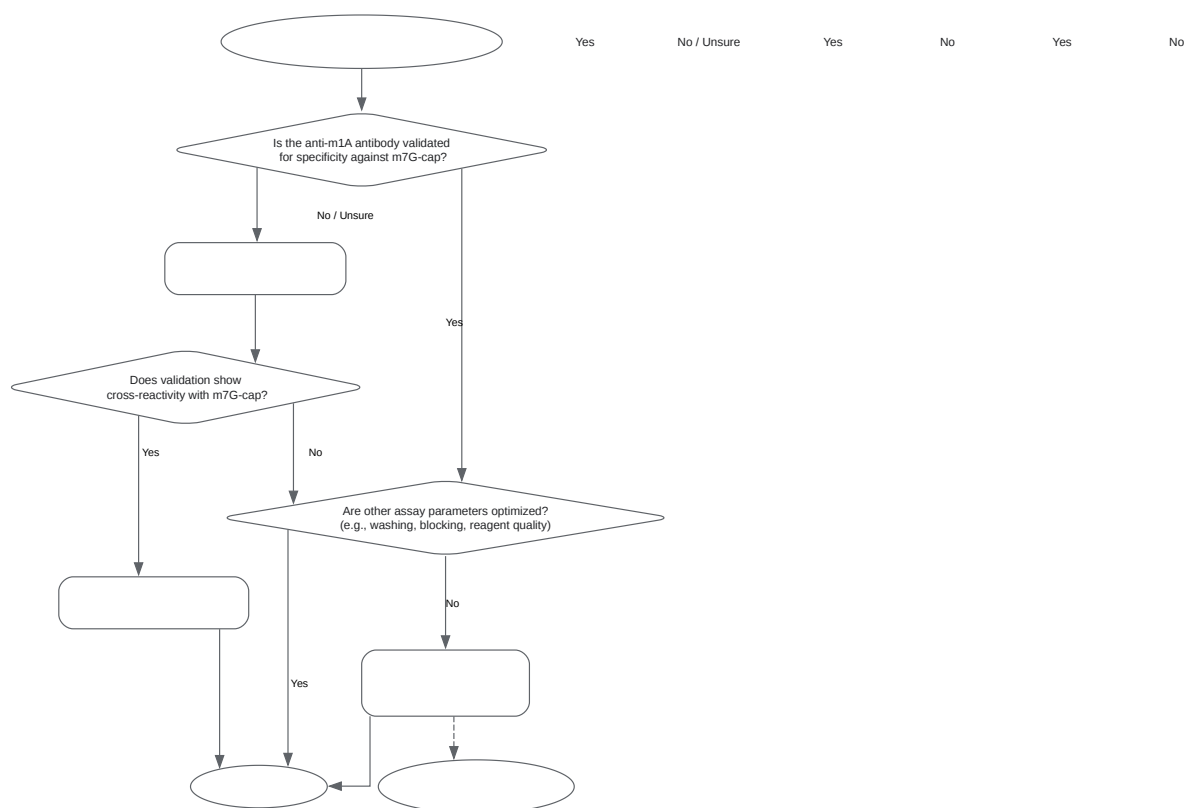 Yes
No / Unsure
Yes
No
Yes
No
Is the anti-m1A antibody validated
for specificity against m7G-cap?
No / Unsure
Yes
Does validation show
cross-reactivity with m7G-cap?
Yes
No
Are other assay parameters optimized?
(e.g., washing, blocking, reagent quality)
No
Yes